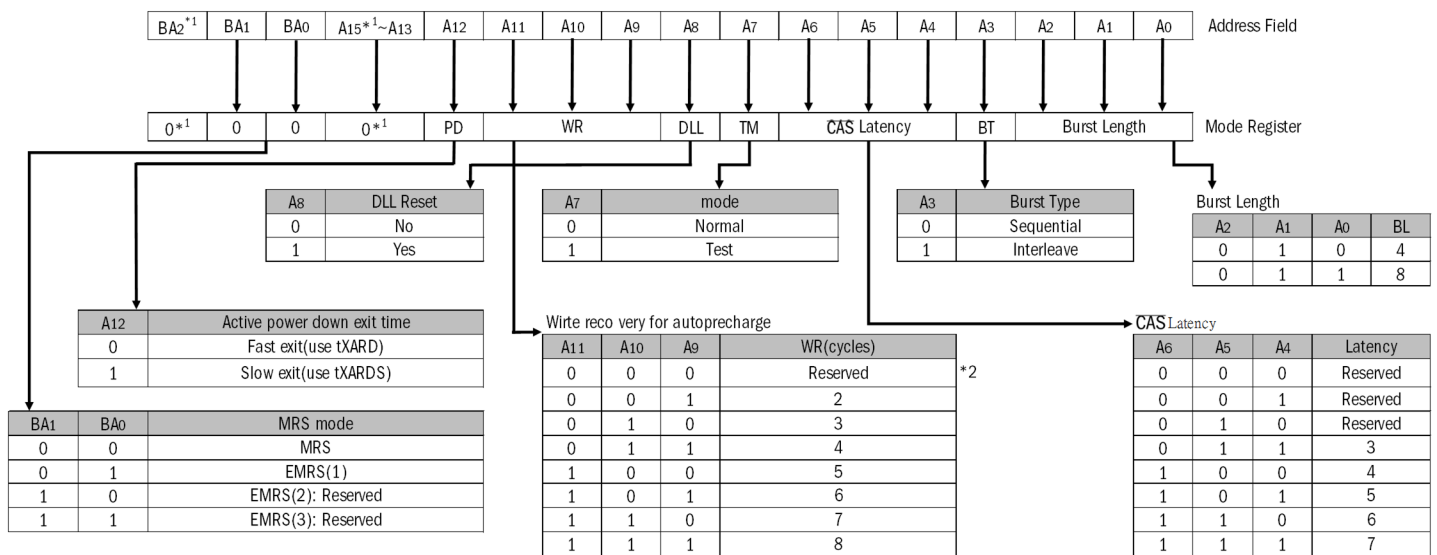 BA2*1 BA1 BA0 A15*1~A13 A12 A11 A10 A9 A8 A7 A6 A5 A4 A3 A2 A1 A0 Address Field
0*1 0 0 0*1 PD WR DLL TM CAS Latency BT Burst Length Mode Register
A8 DLL Reset
0 No
1 Yes
A7 mode
0 Normal
1 Test
A3 Burst Type
0 Sequential
1 Interleave
Burst Length
A2 A1 A0 BL
0 1 0 4
0 1 1 8
A12 Active power down exit time
0 Fast exit(use tXARD)
1 Slow exit(use tXARDS)
BA1 BA0 MRS mode
0 0 MRS
0 1 EMRS(1)
1 0 EMRS(2): Reserved
1 1 EMRS(3): Reserved
Wirte reco very for autoprecharge
A11 A10 A9 WR(cycles)
0 0 0 Reserved *2
0 0 1 2
0 1 0 3
0 1 1 4
1 0 0 5
1 0 1 6
1 1 0 7
1 1 1 8
CAS Latency
A6 A5 A4 Latency
0 0 0 Reserved
0 0 1 Reserved
0 1 0 Reserved
0 1 1 3
1 0 0 4
1 0 1 5
1 1 0 6
1 1 1 7